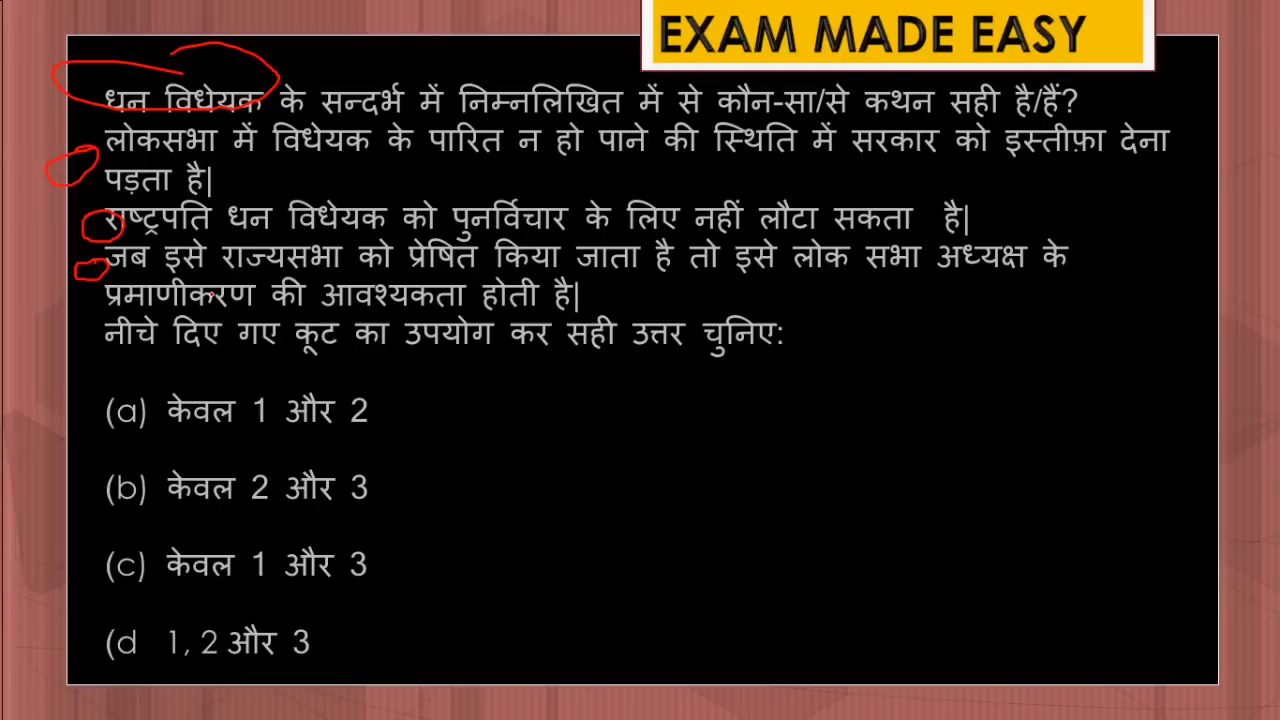 EXAM MADE EASY
धन विधेयक के सन्दर्भ में निम्नलिखित में से कौन-सा/से कथन सही है/हैं?
लोकसभा में विधेयक के पारित न हो पाने की स्थिति में सरकार को इस्तीफ़ा देना
पड़ता है|
राष्ट्रपति धन विधेयक को पुनर्विचार के लिए नहीं लौटा सकता है|
जब इसे राज्यसभा को प्रेषित किया जाता है तो इसे लोक सभा अध्यक्ष के
प्रमाणीकरण की आवश्यकता होती है|
नीचे दिए गए कूट का उपयोग कर सही उत्तर चुनिए:
(a) केवल 1 और 2
(b) केवल 2 और 3
(c) केवल 1 और 3
(d 1, 2 और 3